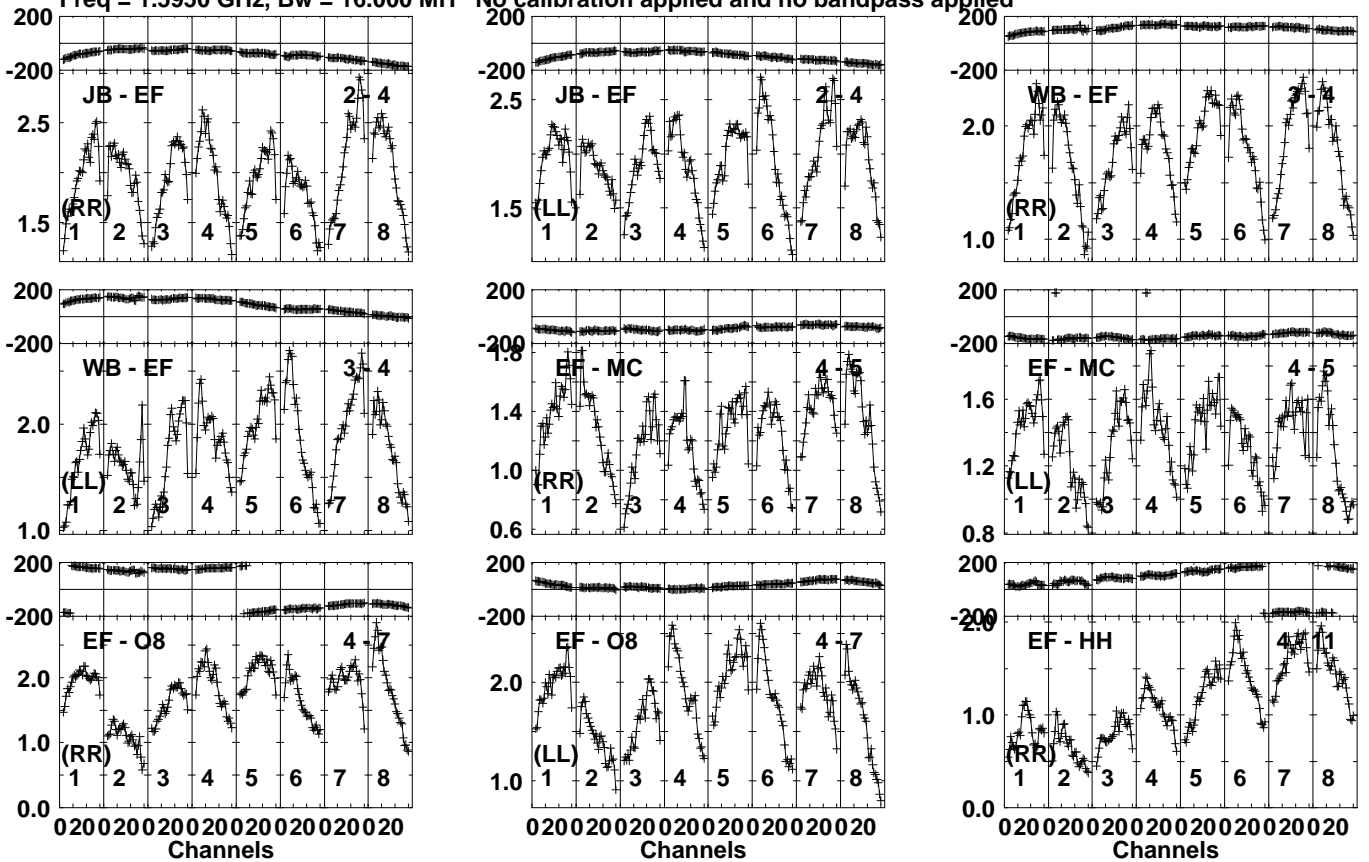 Freq = 1.5950 GHz, Bw = 16.000 MH No calibration applied and no bandpass applied
200 200 200
-200 -200 -200
JB - EF 2 - 4 JB - EF 2 - 4 WB - EF 3 - 4
2.5 2.5 2.0
1.5 1.5 1.0
(RR) (LL) (RR)
1 2 3 4 5 6 7 8 1 2 3 4 5 6 7 8 1 2 3 4 5 6 7 8
200 200 200
-200 -200 -200
WB - EF 3 - 4 EF - MC 4 - 5 EF - MC 4 - 5
2.0 1.8 1.6
1.0 1.4 1.2
1.0 0.8
0.6
(LL) (RR) (LL)
1 2 3 4 5 6 7 8 1 2 3 4 5 6 7 8 1 2 3 4 5 6 7 8
200 200 200
-200 -200 -200
EF - O8 4 - 7 EF - O8 4 - 7 EF - HH 4 - 11
2.0 2.0 2.0
1.0 1.0 1.0
0.0 0.0
(RR) (LL) (RR)
1 2 3 4 5 6 7 8 1 2 3 4 5 6 7 8 1 2 3 4 5 6 7 8
0 20 0 20 0 20 0 20 0 20 0 20 0 20 0 20 0 20 0 20 0 20 0 20 0 20 0 20 0 20 0 20 0 20 0 20 0 20 0 20 0 20 0 20 0 20 0 20
Channels Channels Channels